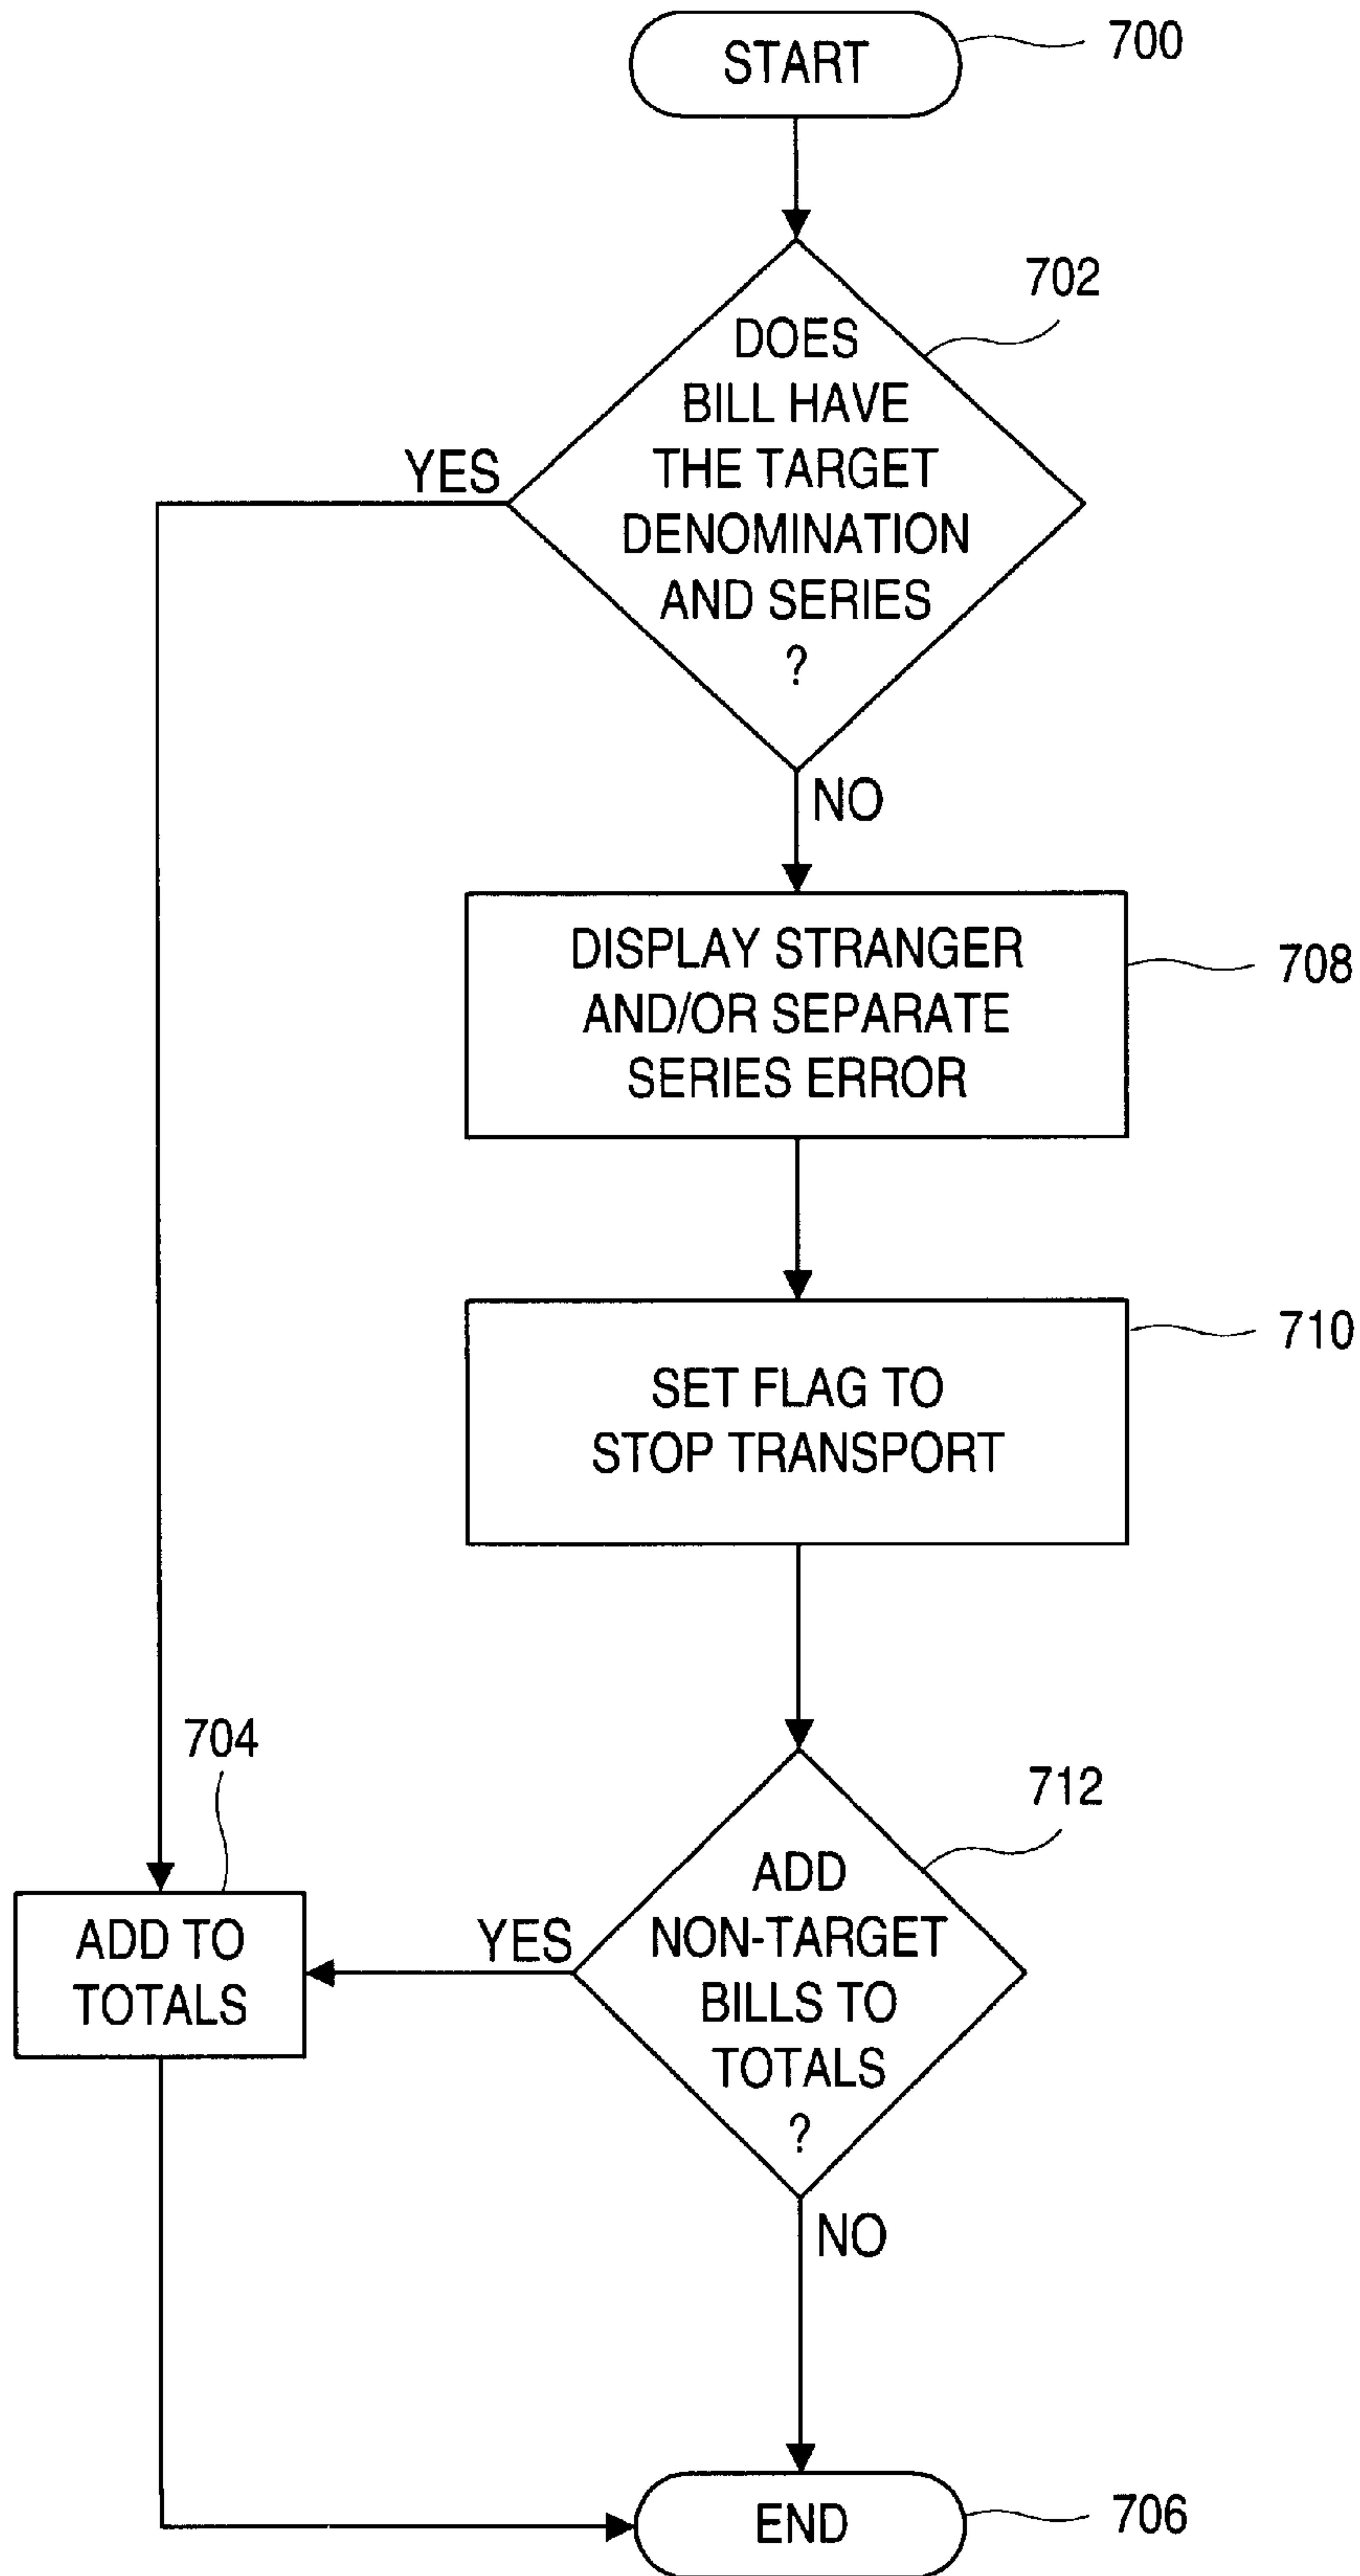 START
700
702
DOES
BILL HAVE
THE TARGET
DENOMINATION
AND SERIES
?
YES
NO
DISPLAY STRANGER
AND/OR SEPARATE
SERIES ERROR
708
SET FLAG TO
STOP TRANSPORT
710
704
ADD TO
TOTALS
712
ADD
NON-TARGET
BILLS TO
TOTALS
?
YES
NO
END
706